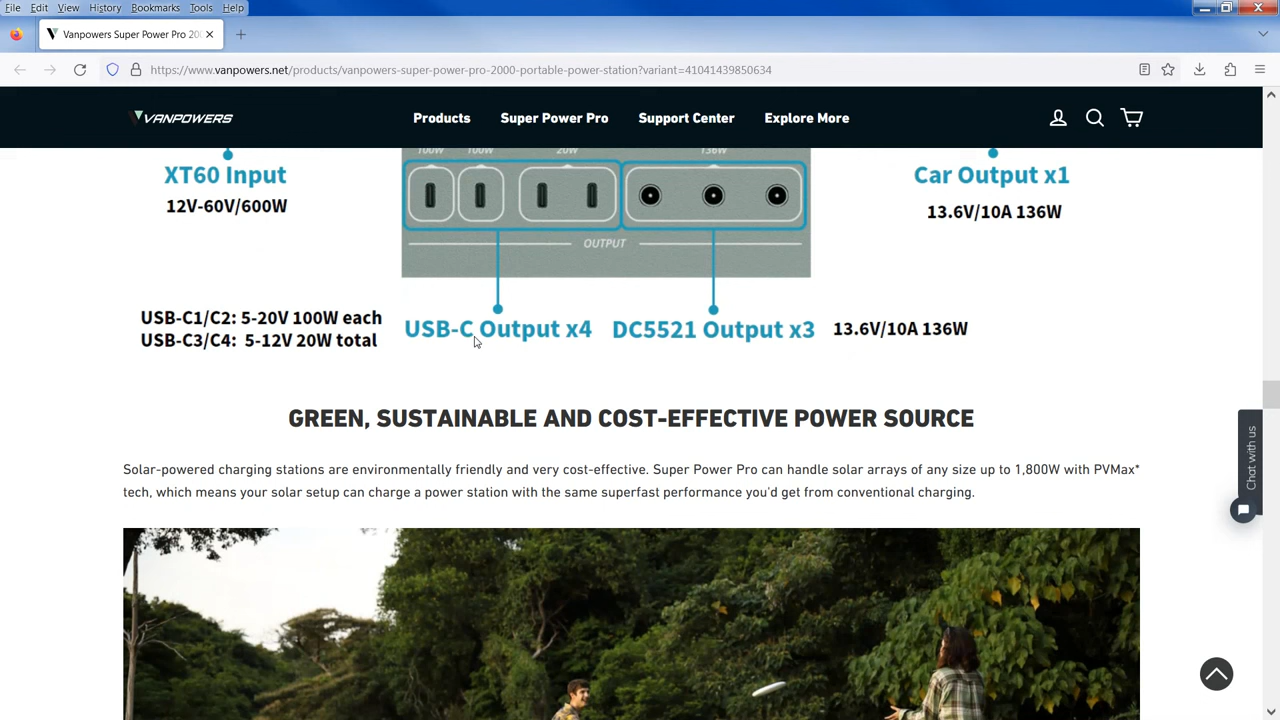 File Edit View History Bookmarks Tools Help
Vanpowers Super Power Pro 200
https://www.vanpowers.net/products/vanpowers-super-power-pro-2000-portable-power-station?variant=41041439850634
VANPOWERS Products Super Power Pro Support Center Explore More
100W 100W 20W 136W
XT60 Input
12V-60V/600W
Car Output x1
13.6V/10A 136W
OUTPUT
USB-C1/C2: 5-20V 100W each
USB-C3/C4: 5-12V 20W total
USB-C Output x4
DC5521 Output x3
13.6V/10A 136W
GREEN, SUSTAINABLE AND COST-EFFECTIVE POWER SOURCE
Solar-powered charging stations are environmentally friendly and very cost-effective. Super Power Pro can handle solar arrays of any size up to 1,800W with PVMax*
tech, which means your solar setup can charge a power station with the same superfast performance you'd get from conventional charging.
Chat with us